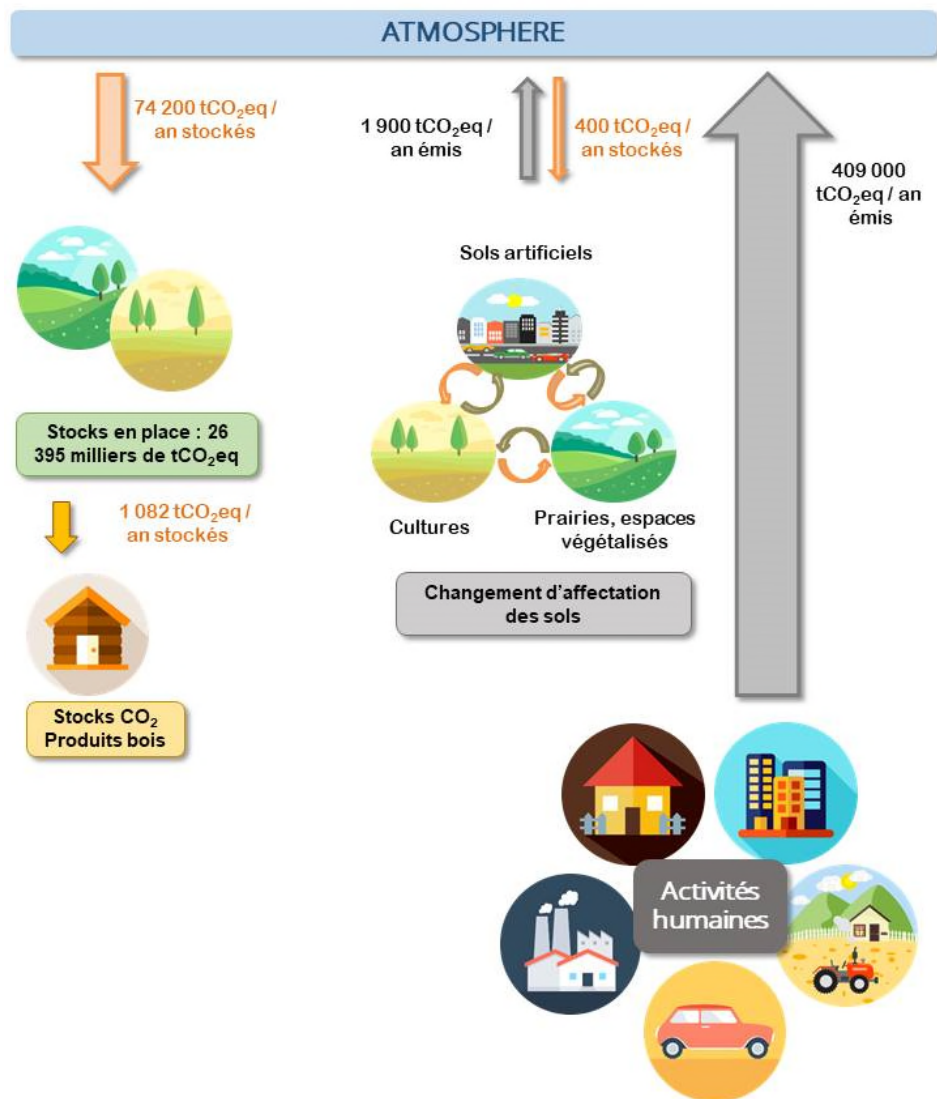 ATMOSPHERE
74 200 tCO₂eq /
an stockés
1 900 tCO₂eq /
an émis
400 tCO₂eq /
an stockés
409 000
tCO₂eq / an
émis
Sols artificiels
Cultures
Prairies, espaces
végétalisés
Changement d'affectation
des sols
Stocks en place : 26
395 milliers de tCO₂eq
1 082 tCO₂eq /
an stockés
Stocks CO₂
Produits bois
Activités
humaines